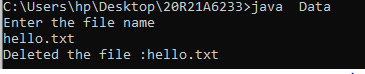 C:\Users\hp\Desktop\20R21A6233>java  Data
Enter the file name
hello.txt
Deleted the file :hello.txt